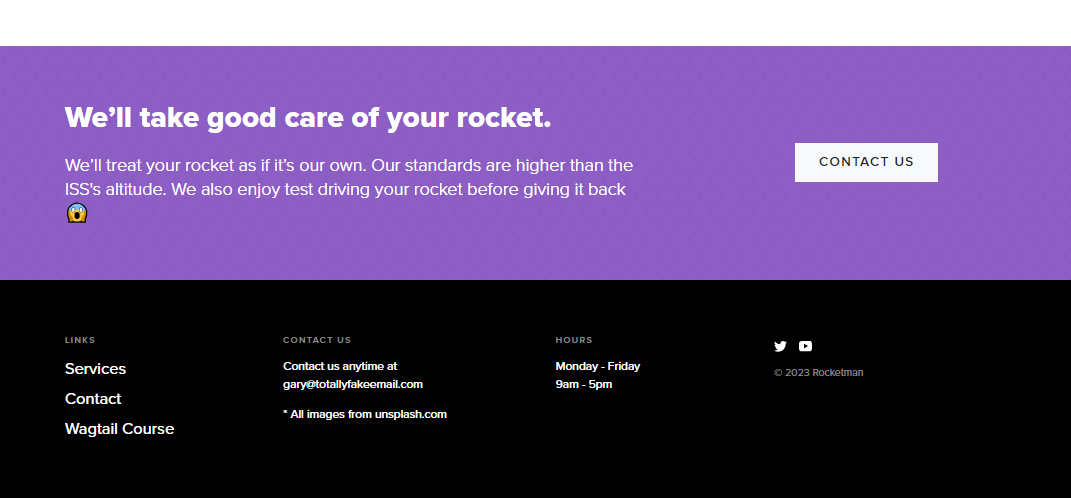 We’ll take good care of your rocket.
We’ll treat your rocket as if it’s our own. Our standards are higher than the
ISS's altitude. We also enjoy test driving your rocket before giving it back
😱
CONTACT US
LINKS
Services
Contact
Wagtail Course
CONTACT US
Contact us anytime at
gary@totallyfakeemail.com
* All images from unsplash.com
HOURS
Monday - Friday
9am - 5pm
© 2023 Rocketman